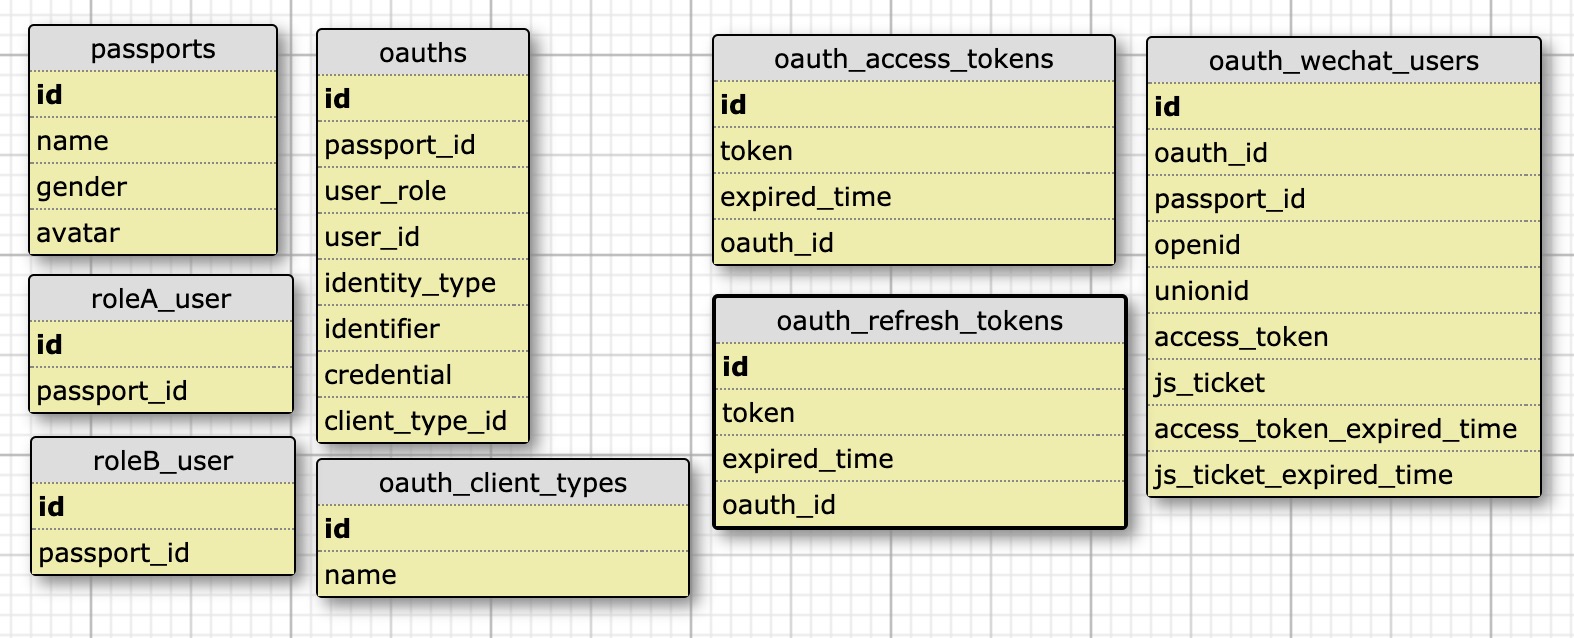 passports
id
name
gender
avatar
roleA_user
id
passport_id
roleB_user
id
passport_id
oauths
id
passport_id
user_role
user_id
identity_type
identifier
credential
client_type_id
oauth_client_types
id
name
oauth_access_tokens
id
token
expired_time
oauth_id
oauth_refresh_tokens
id
token
expired_time
oauth_id
oauth_wechat_users
id
oauth_id
passport_id
openid
unionid
access_token
js_ticket
access_token_expired_time
js_ticket_expired_time